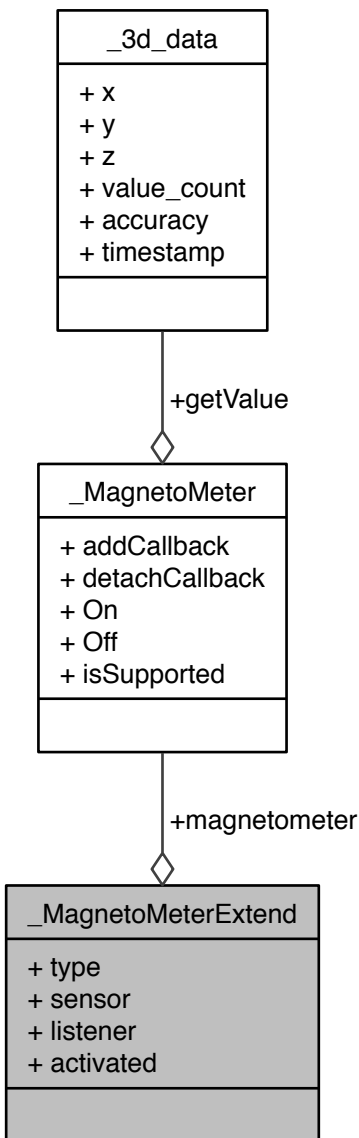 _3d_data
+ x
+ y
+ z
+ value_count
+ accuracy
+ timestamp
+getValue
_MagnetoMeter
+ addCallback
+ detachCallback
+ On
+ Off
+ isSupported
+magnetometer
_MagnetoMeterExtend
+ type
+ sensor
+ listener
+ activated